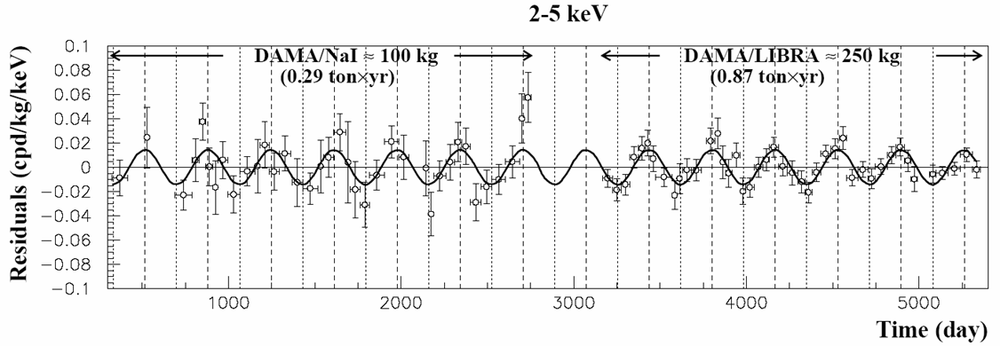 2-5 keV
Residuals (cpd/kg/keV)
0.1
0.08
0.06
0.04
0.02
0
−0.02
−0.04
−0.06
−0.08
−0.1
DAMA/NaI ≈ 100 kg
(0.29 ton×yr)
DAMA/LIBRA ≈ 250 kg
(0.87 ton×yr)
1000 2000 3000 4000 5000
Time (day)